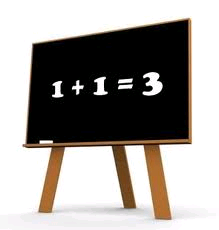 1 + 1 = 3